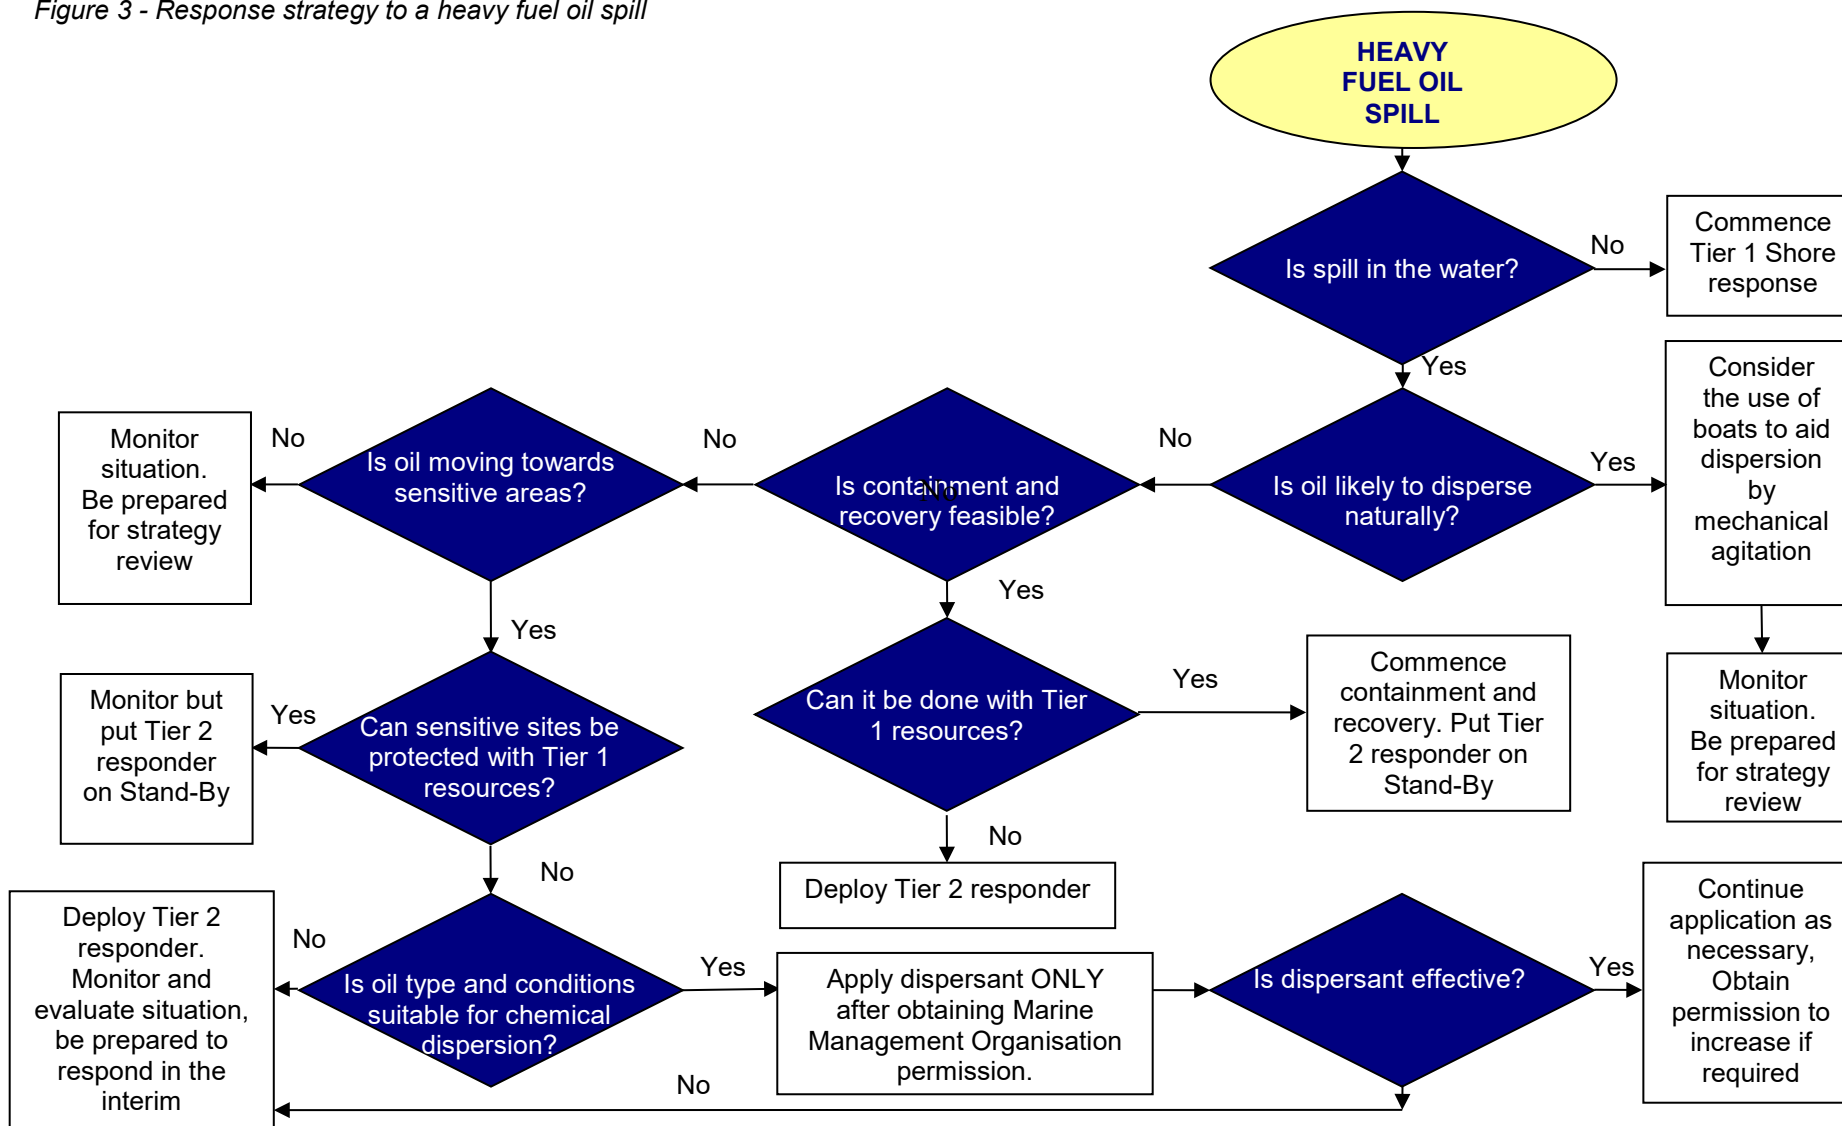 Figure 3 - Response strategy to a heavy fuel oil spill
HEAVY
FUEL OIL
SPILL
Is spill in the water?
No
Commence
Tier 1 Shore
response
Yes
Is oil likely to disperse
naturally?
Yes
Consider
the use of
boats to aid
dispersion
by
mechanical
agitation
Monitor
situation.
Be prepared
for strategy
review
No
Is containment and
recovery feasible?
No
No
Is oil moving towards
sensitive areas?
No
Monitor
situation.
Be prepared
for strategy
review
Yes
Can it be done with Tier
1 resources?
Yes
Commence
containment and
recovery. Put Tier
2 responder on
Stand-By
No
Deploy Tier 2 responder
Yes
Can sensitive sites be
protected with Tier 1
resources?
Yes
Monitor but
put Tier 2
responder
on Stand-By
No
Is oil type and conditions
suitable for chemical
dispersion?
No
Deploy Tier 2
responder.
Monitor and
evaluate situation,
be prepared to
respond in the
interim
Yes
Apply dispersant ONLY
after obtaining Marine
Management Organisation
permission.
Is dispersant effective?
Yes
Continue
application as
necessary,
Obtain
permission to
increase if
required
No